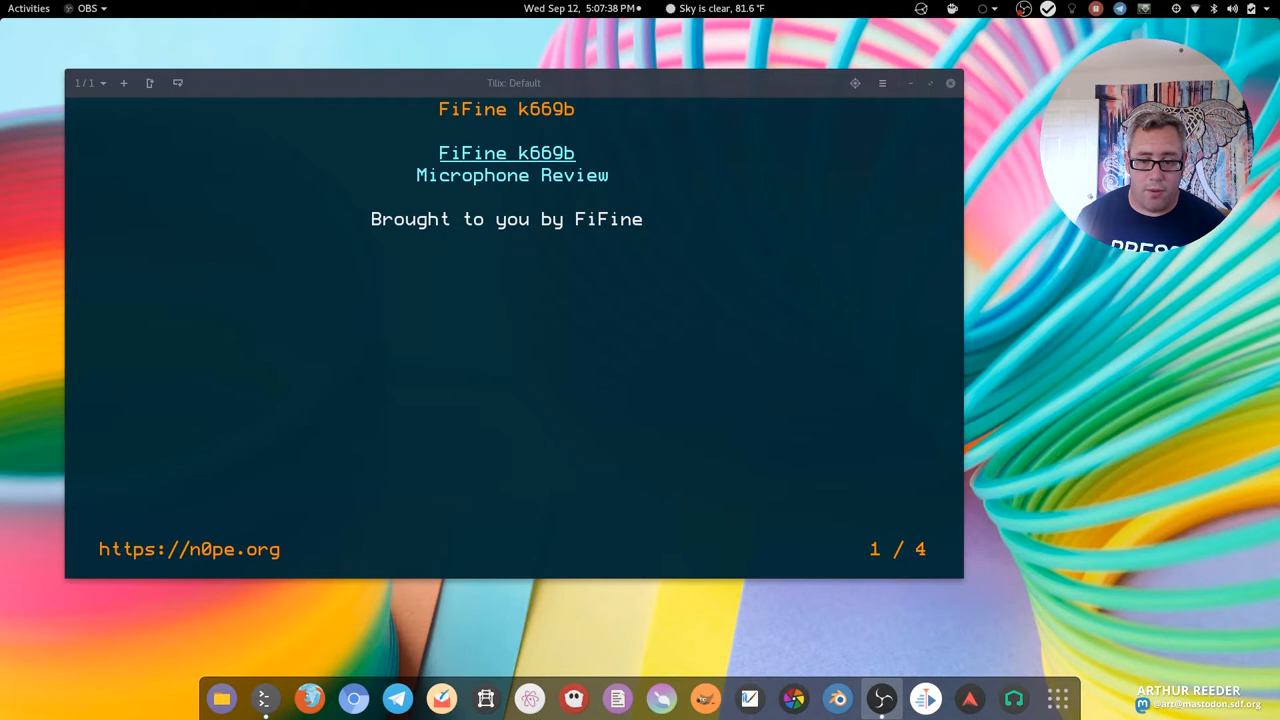 Activities
OBS
Wed Sep 12, 5:07:38 PM
Sky is clear, 81.6 °F
1 / 1
Tilix: Default
FiFine k669b
FiFine k669b
Microphone Review
Brought to you by FiFine
https://n0pe.org
1 / 4
ARTHUR REEDER
@art@mastodon.sdf.org